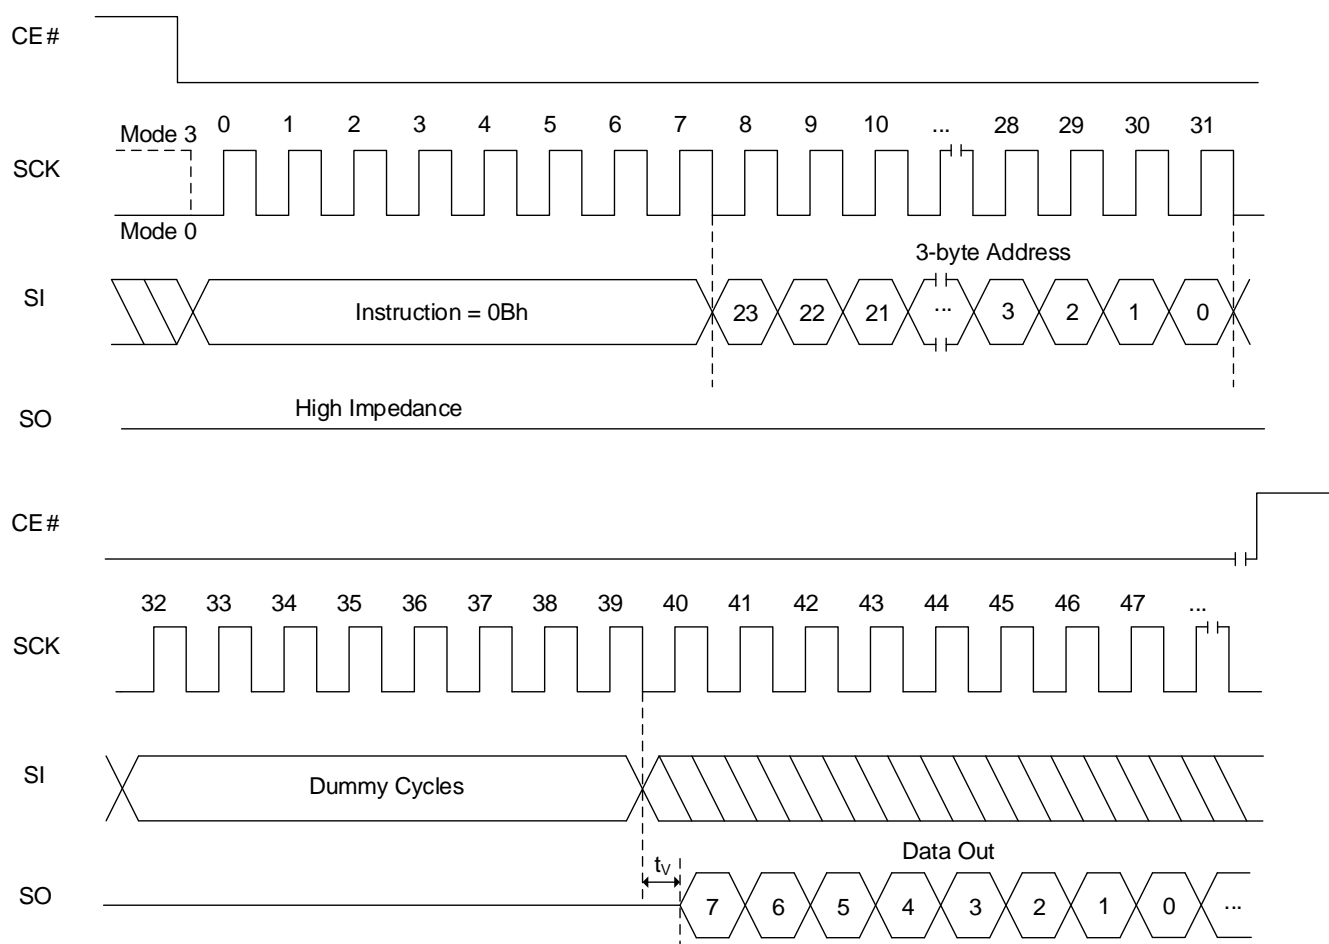 CE#
Mode 3 0 1 2 3 4 5 6 7 8 9 10 ... 28 29 30 31
SCK
Mode 0
3-byte Address
SI Instruction = 0Bh 23 22 21 ... 3 2 1 0
SO High Impedance
CE#
32 33 34 35 36 37 38 39 40 41 42 43 44 45 46 47 ...
SCK
SI Dummy Cycles
Data Out
tV
SO 7 6 5 4 3 2 1 0 ...